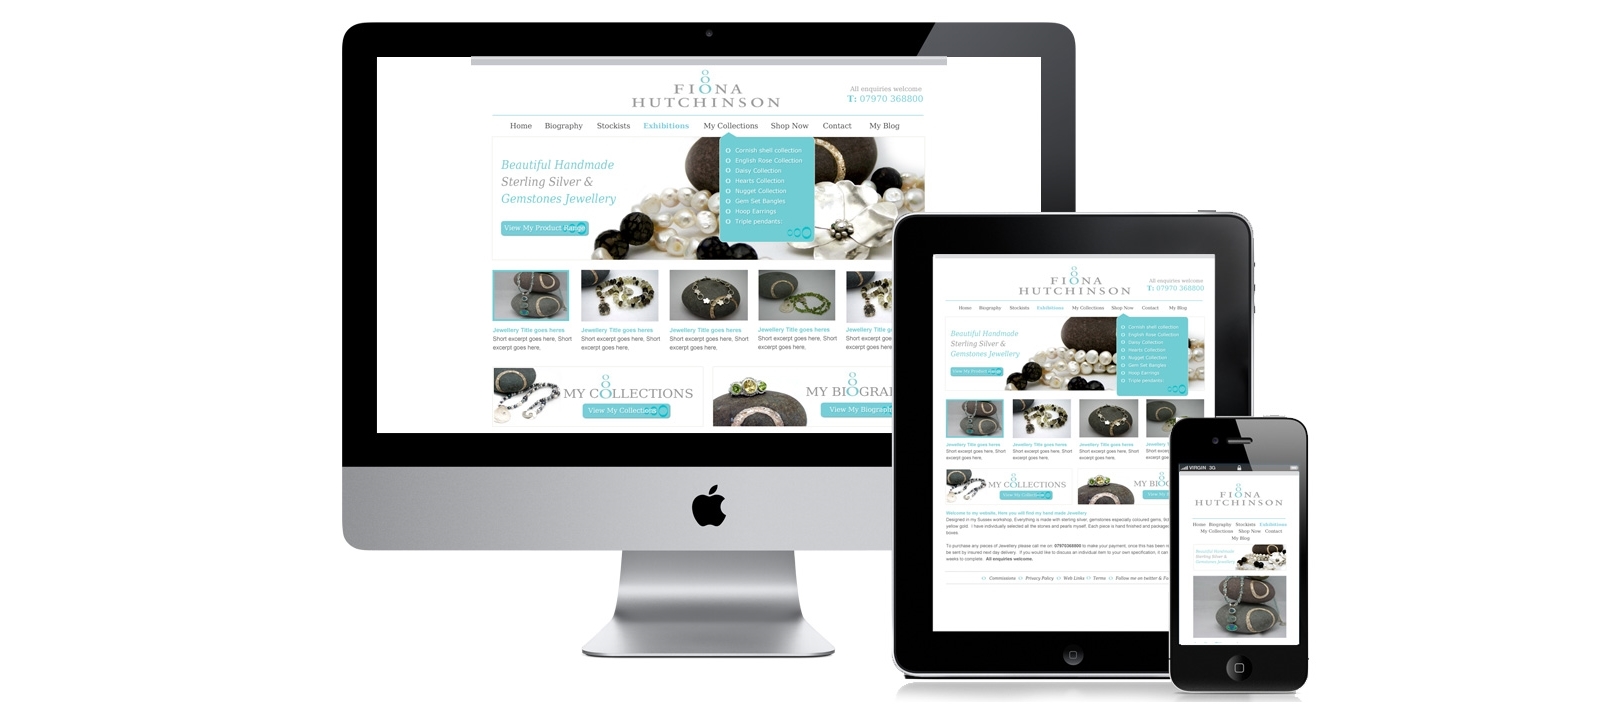 FIONA
HUTCHINSON
All enquiries welcome
T: 07970 368800
Home Biography Stockists Exhibitions My Collections Shop Now Contact My Blog
Beautiful Handmade
Sterling Silver &
Gemstones Jewellery
View My Product Range
Cornish shell collection
English Rose Collection
Daisy Collection
Hearts Collection
Nugget Collection
Gem Set Bangles
Hoop Earrings
Triple pendants:
Jewellery Title goes heres
Short excerpt goes here, Short
excerpt goes here,
Jewellery Title goes heres
Short excerpt goes here, Short
excerpt goes here,
Jewellery Title goes heres
Short excerpt goes here, Short
excerpt goes here,
Jewellery Title goes heres
Short excerpt goes here, Short
excerpt goes here,
Jewellery Title go
Short excerpt goes
excerpt goes here,
MY COLLECTIONS
View My Collections
MY BIOGRA
View My Biograph
FIONA
HUTCHINSON
All enquiries welcome
T: 07970 368800
Home Biography Stockists Exhibitions My Collections Shop Now Contact My Blog
Beautiful Handmade
Sterling Silver &
Gemstones Jewellery
View My Product Range
Cornish shell collection
English Rose Collection
Daisy Collection
Hearts Collection
Nugget Collection
Gem Set Bangles
Hoop Earrings
Triple pendants:
Jewellery Title goes heres
Short excerpt goes here, Short
excerpt goes here,
Jewellery Title goes heres
Short excerpt goes here, Short
excerpt goes here,
Jewellery Title goes heres
Short excerpt goes here, Short
excerpt goes here,
Jewellery
Short exc
excerpt g
MY COLLECTIONS
View My Collections
MY BIO
View My
Welcome to my website, Here you will find my hand made Jewellery
Designed in my Sussex workshop. Everything is made with sterling silver, gemstones especially coloured gems,
yellow gold. I have individually selected all the stones and pearls myself. Each piece is hand finished and package
boxes
To purchase any pieces of Jewellery please call me on 07970368800 to make your payment, once this has been
be sent by insured next day delivery. If you would like to discuss an individual item to your own specification, it can
weeks to complete. All enquiries welcome.
Commissions Privacy Policy Web Links Terms Follow me on twitter & Fa
VIRGIN 3G
FIONA
HUTCHINSON
Home Biography Stockists Exhibitions
My Collections Shop Now Contact
My Blog
Beautiful Handmade
Sterling Silver &
Gemstones Jewellery